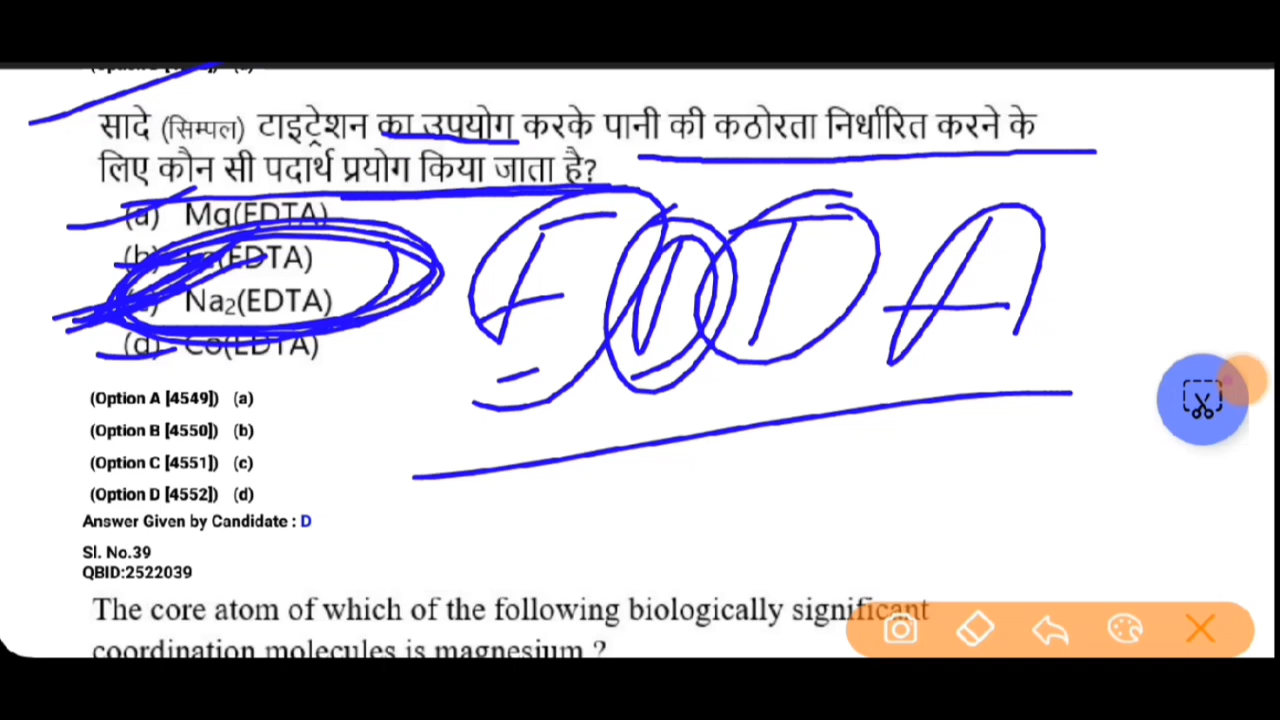 सादे (सिम्पल) टाइट्रेशन का उपयोग करके पानी की कठोरता निर्धारित करने के
लिए कौन सी पदार्थ प्रयोग किया जाता है?
(a) Mg(EDTA)
(EDTA)
Na₂(EDTA)
(d) Co(EDTA)
EDTA
(Option A [4549]) (a)
(Option B [4550]) (b)
(Option C [4551]) (c)
(Option D [4552]) (d)
Answer Given by Candidate : D
Sl. No.39
QBID:2522039
The core atom of which of the following biologically significant
coordination molecules is magnesium ?